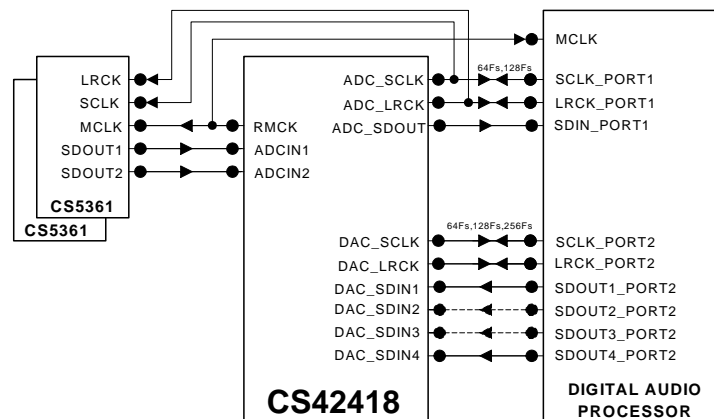 MCLK
LRCK
SCLK
MCLK
SDOUT1
SDOUT2
CS5361
CS5361
RMCK
ADCIN1
ADCIN2
ADC_SCLK
ADC_LRCK
ADC_SDOUT
64Fs,128Fs
SCLK_PORT1
LRCK_PORT1
SDIN_PORT1
DAC_SCLK
DAC_LRCK
DAC_SDIN1
DAC_SDIN2
DAC_SDIN3
DAC_SDIN4
64Fs,128Fs,256Fs
SCLK_PORT2
LRCK_PORT2
SDOUT1_PORT2
SDOUT2_PORT2
SDOUT3_PORT2
SDOUT4_PORT2
CS42418
DIGITAL AUDIO
PROCESSOR